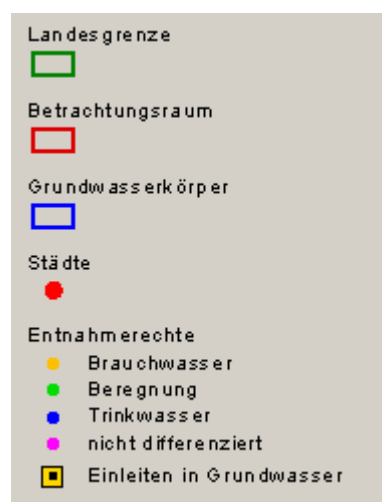 Landesgrenze
Betrachtungsraum
Grundwasserkörper
Städte
Entnahmerechte
Brauchwasser
Beregnung
Trinkwasser
nicht differenziert
Einleiten in Grundwasser